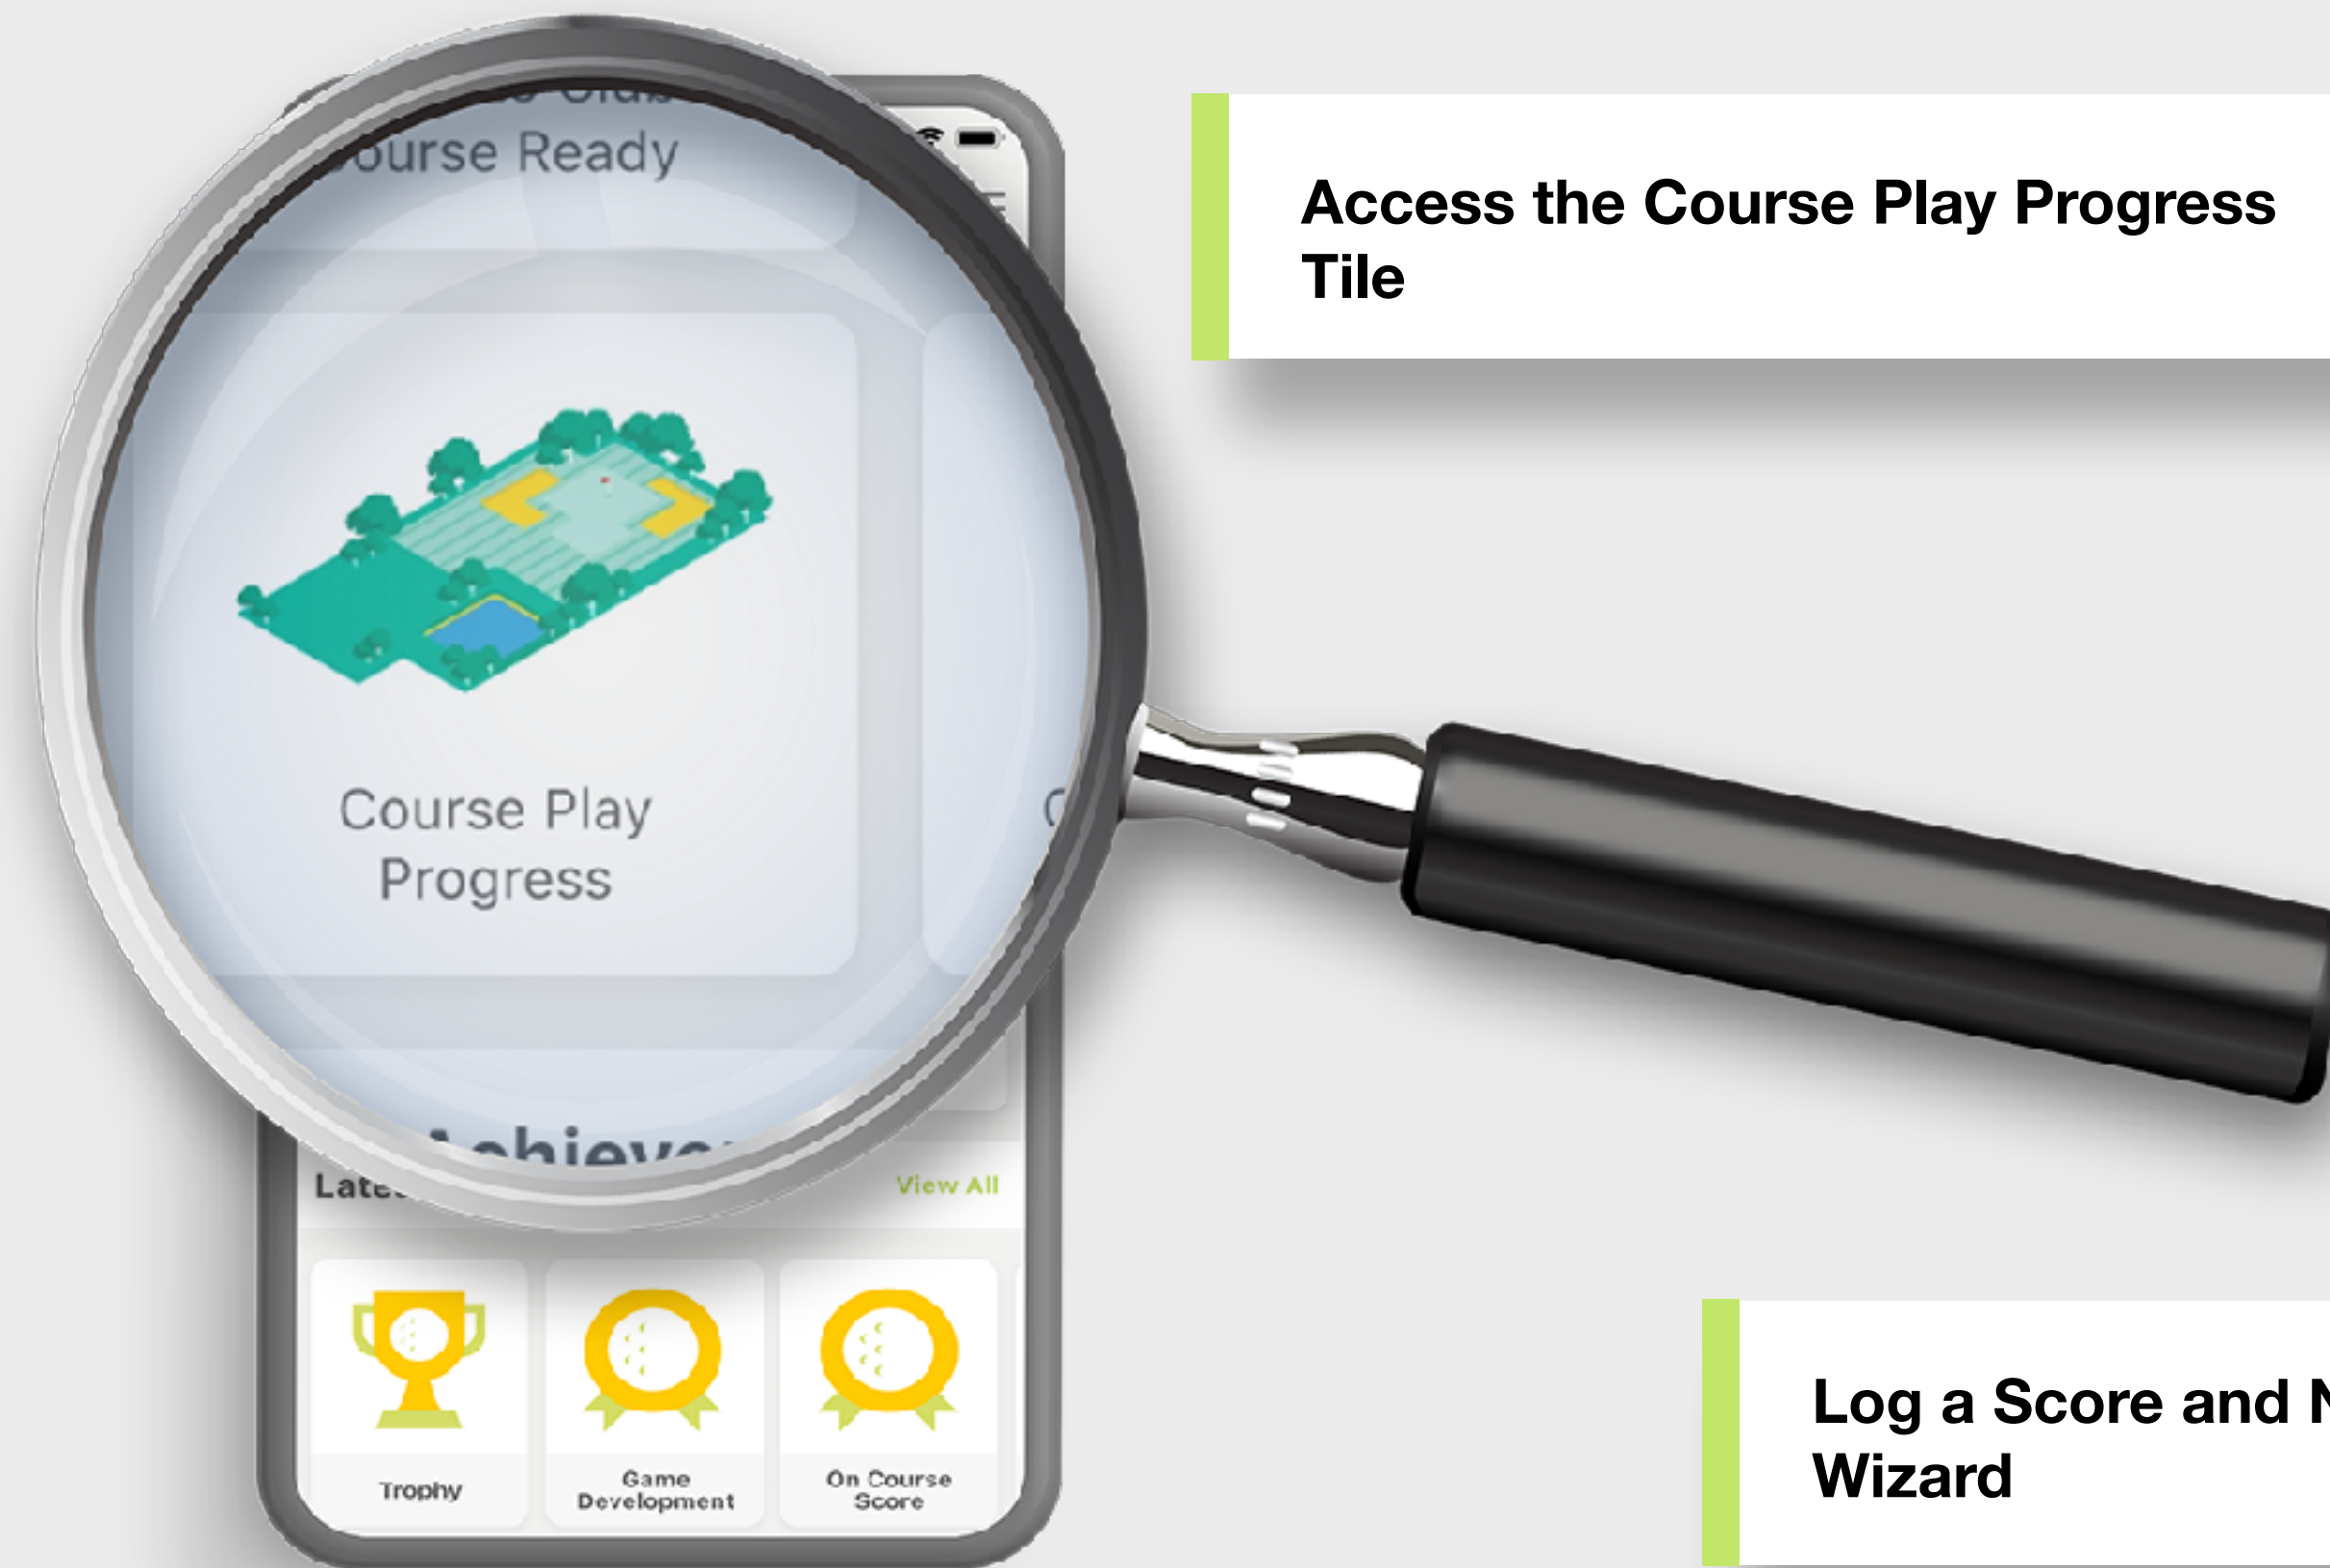 Course Ready
Access the Course Play Progress
Tile
Course Play
Progress
View All
Trophy
Game
Development
On Course
Score
Log a Score and
Wizard